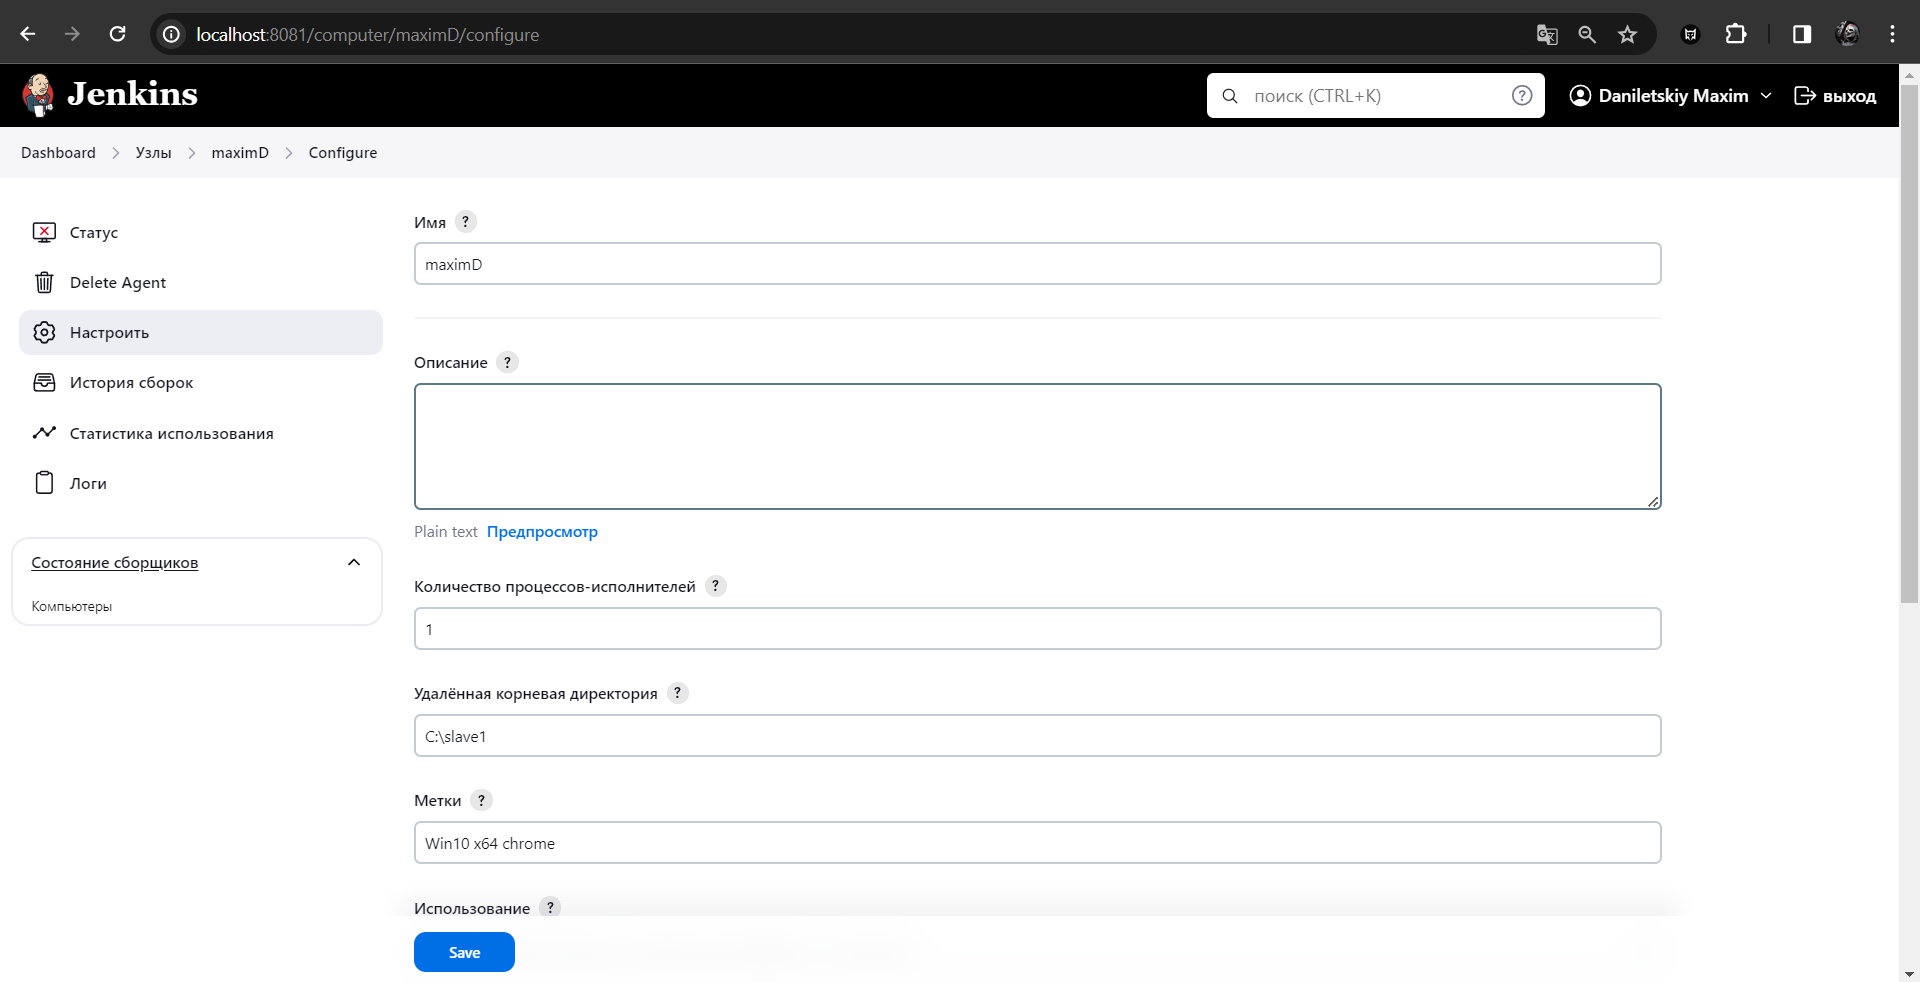 localhost:8081/computer/maximD/configure
Jenkins
поиск (CTRL+K)
?
Daniletskiy Maxim
выход
Dashboard
Узлы
maximD
Configure
Статус
Delete Agent
Настроить
История сборок
Статистика использования
Логи
Состояние сборщиков
Компьютеры
Имя ?
maximD
Описание ?
Plain text Предпросмотр
Количество процессов-исполнителей ?
1
Удалённая корневая директория ?
C:\slave1
Метки ?
Win10 x64 chrome
Использование ?
Save